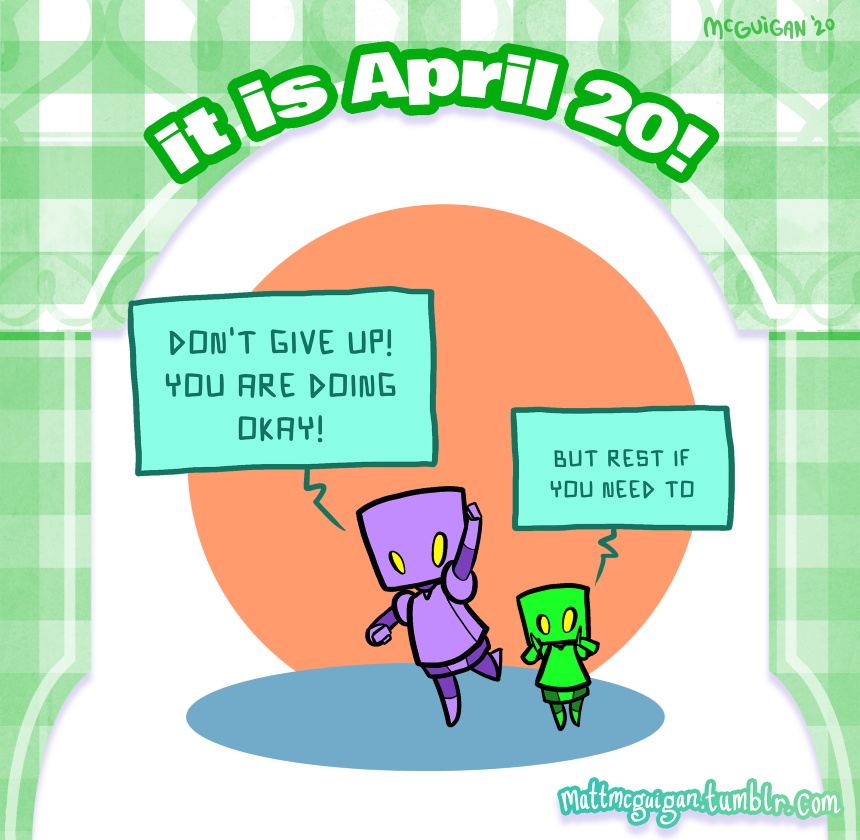 McGUiGAN '20
it is April 20!
DON'T GIVE UP!
YOU ARE DOING
OKAY!
BUT REST IF
YOU NEED TO
mattmcguigan.tumblr.com